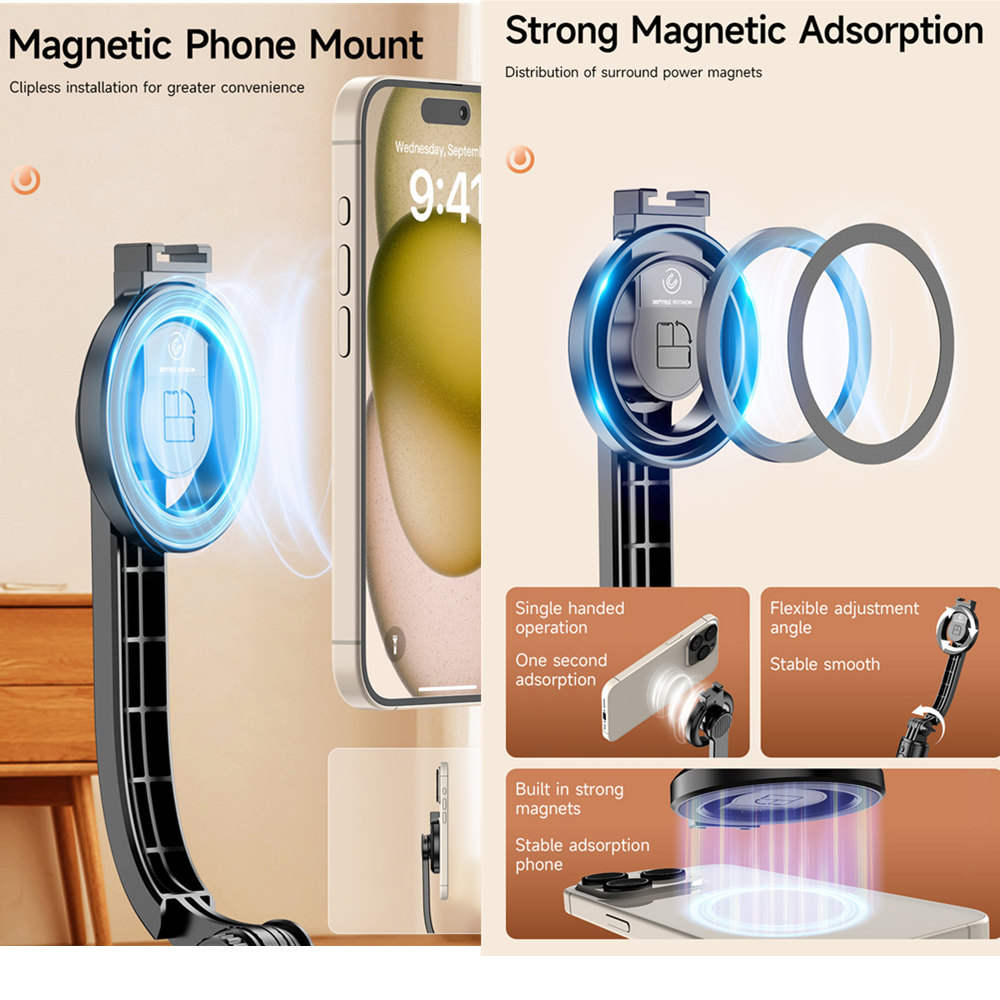 Magnetic Phone Mount
Clipless installation for greater convenience
Wednesday, Septem
9:41
Strong Magnetic Adsorption
Distribution of surround power magnets
Single handed
operation
One second
adsorption
Flexible adjustment
angle
Stable smooth
Built in strong
magnets
Stable adsorption
phone